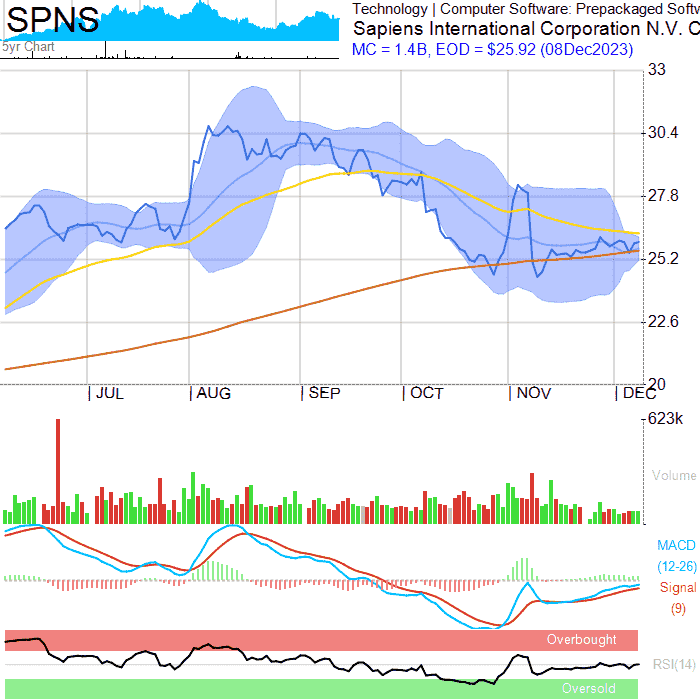 SPNS
5yr Chart
Technology | Computer Software: Prepackaged Softw
Sapiens International Corporation N.V. C
MC = 1.4B, EOD = $25.92 (08Dec2023)
33
30.4
27.8
25.2
22.6
20
| JUL | AUG | SEP | OCT | NOV | DEC
623k
Volume
MACD
(12-26)
Signal
(9)
Overbought
RSI(14)
Oversold